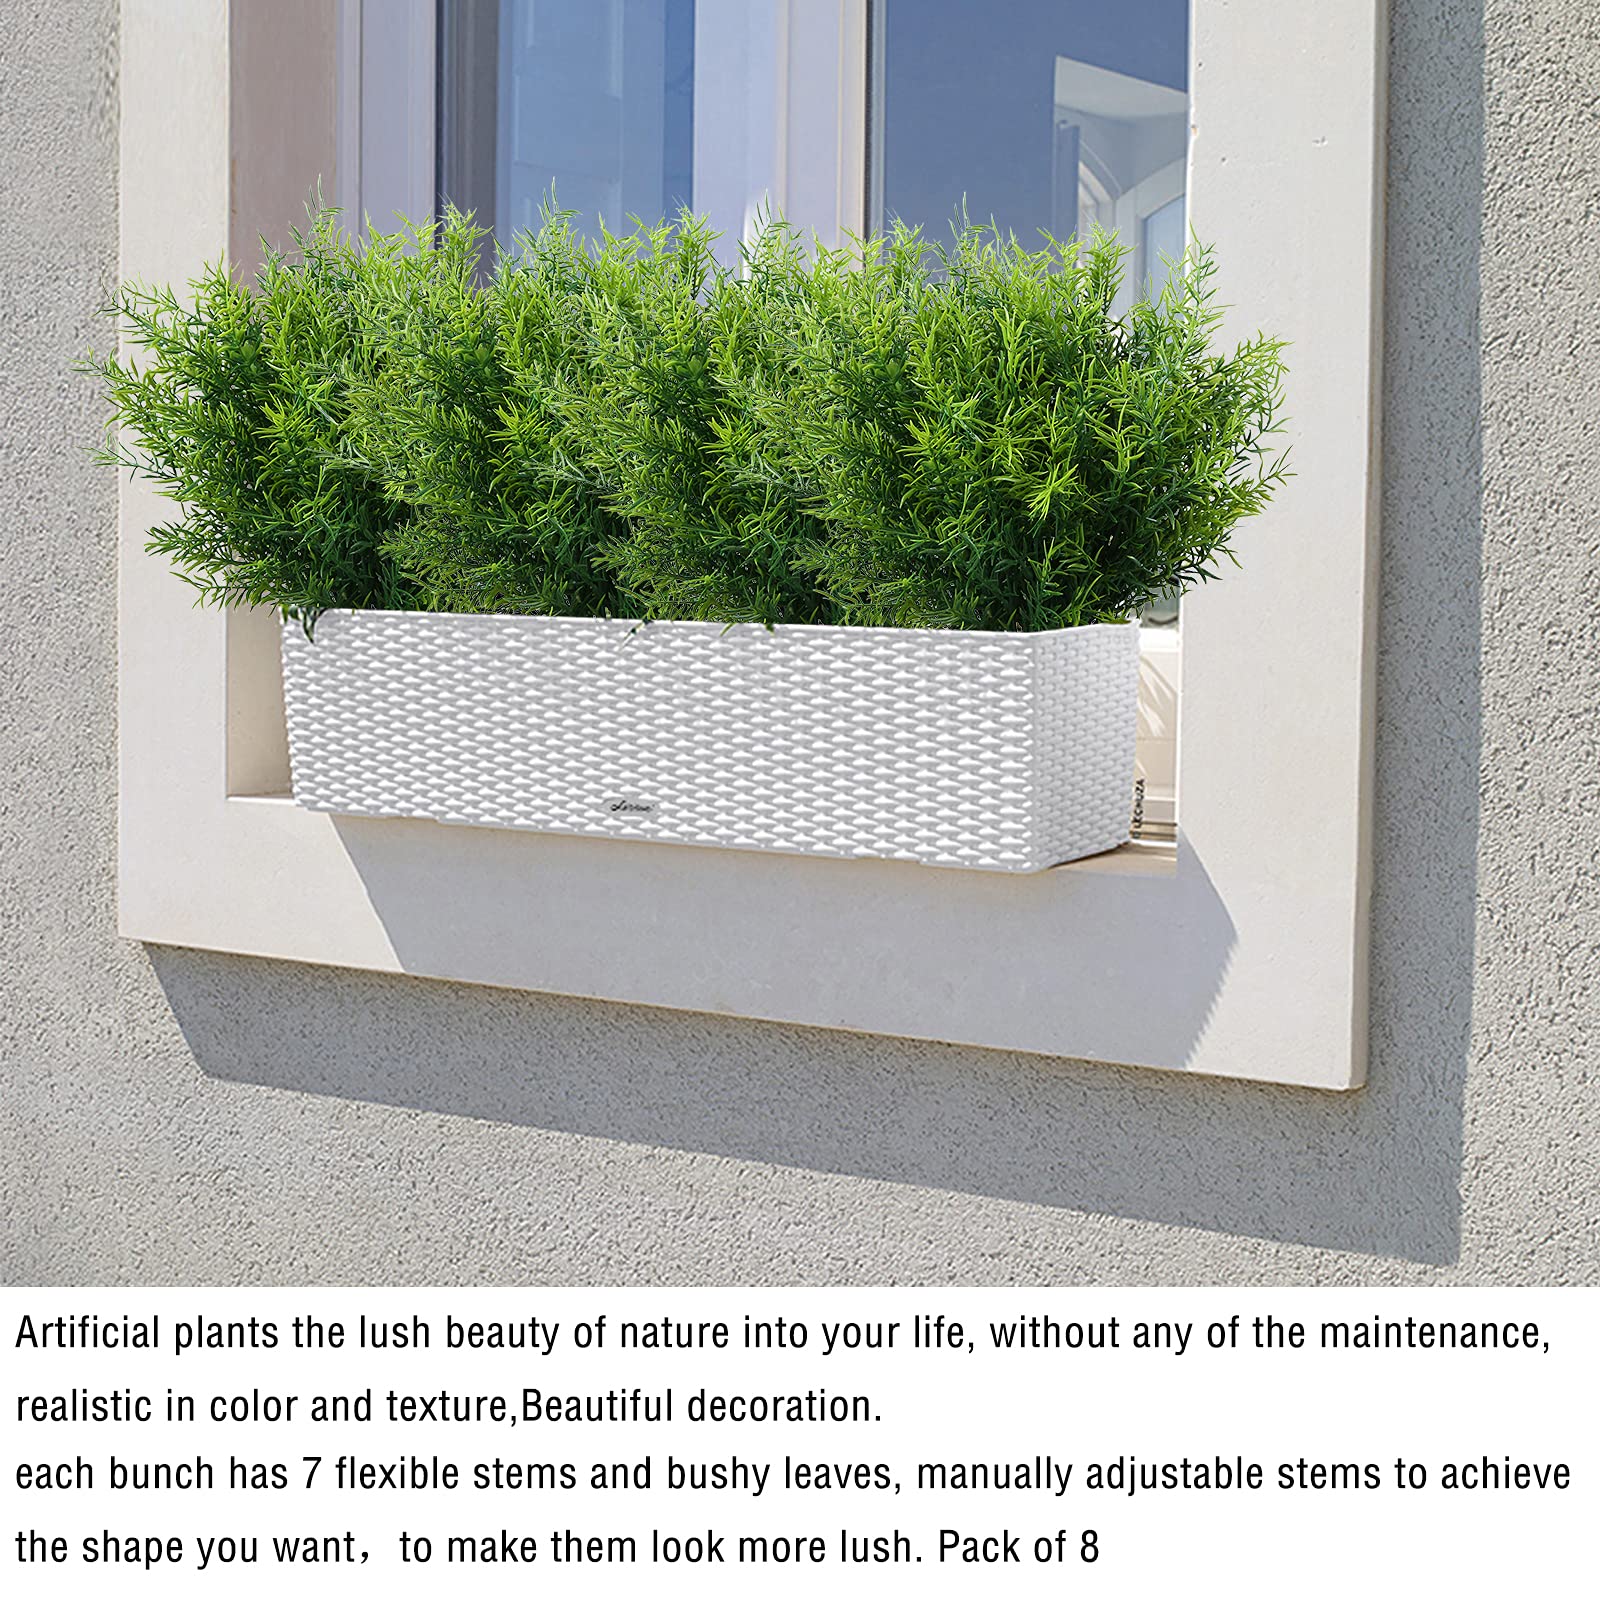 LECHUZA
Artificial plants the lush beauty of nature into your life, without any of the maintenance,
realistic in color and texture,Beautiful decoration.
each bunch has 7 flexible stems and bushy leaves, manually adjustable stems to achieve
the shape you want，to make them look more lush. Pack of 8